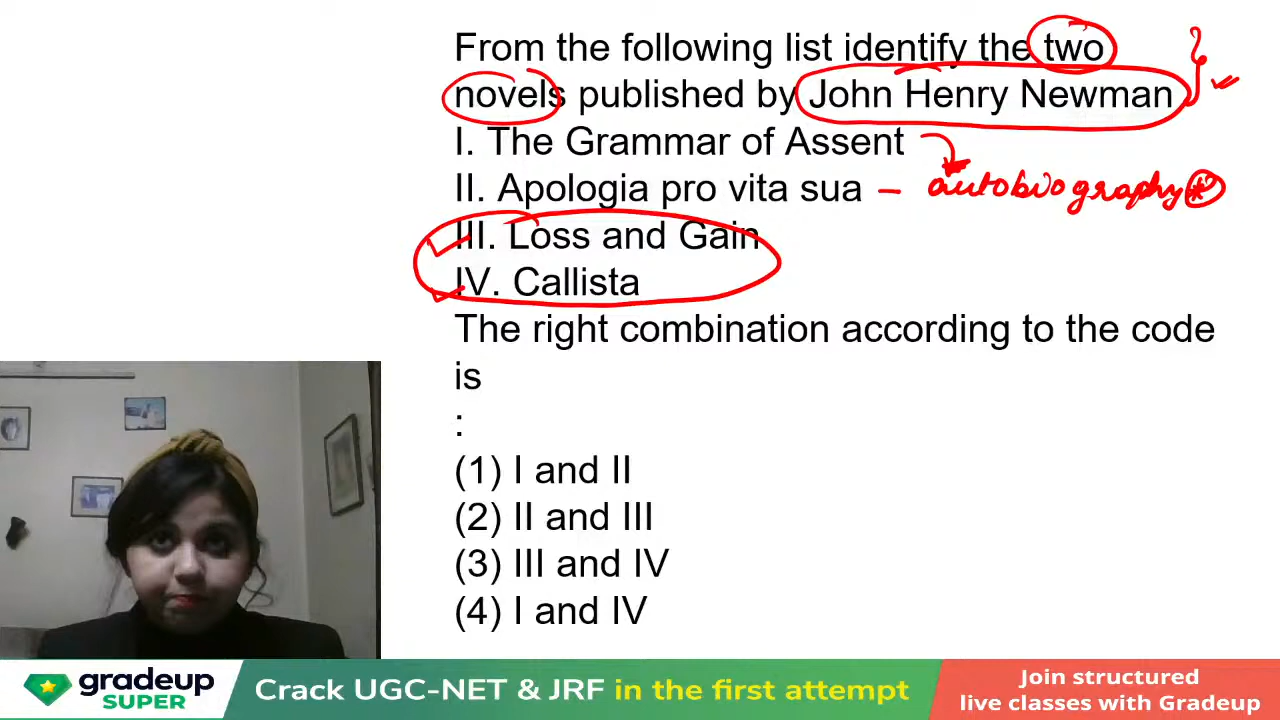 From the following list identify the two
novels published by John Henry Newman
I. The Grammar of Assent
II. Apologia pro vita sua – autobiography
III. Loss and Gain
IV. Callista
The right combination according to the code
is
:
(1) I and II
(2) II and III
(3) III and IV
(4) I and IV
gradeup
SUPER
Crack UGC-NET & JRF in the first attempt
Join structured
live classes with Gradeup